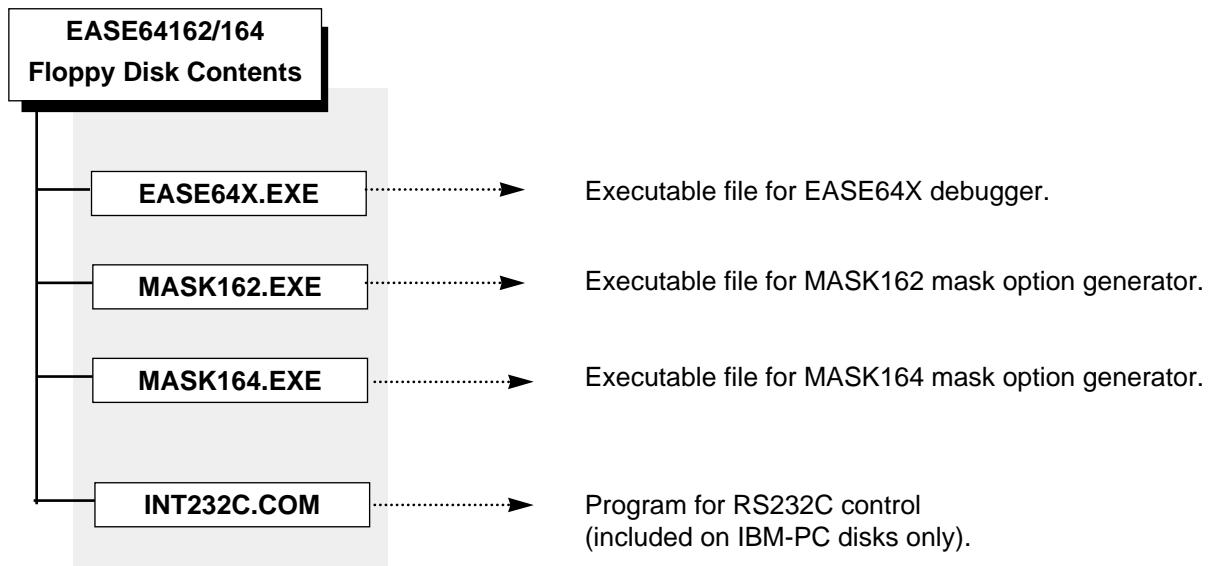 EASE64162/164
Floppy Disk Contents
EASE64X.EXE
Executable file for EASE64X debugger.
MASK162.EXE
Executable file for MASK162 mask option generator.
MASK164.EXE
Executable file for MASK164 mask option generator.
INT232C.COM
Program for RS232C control
(included on IBM-PC disks only).